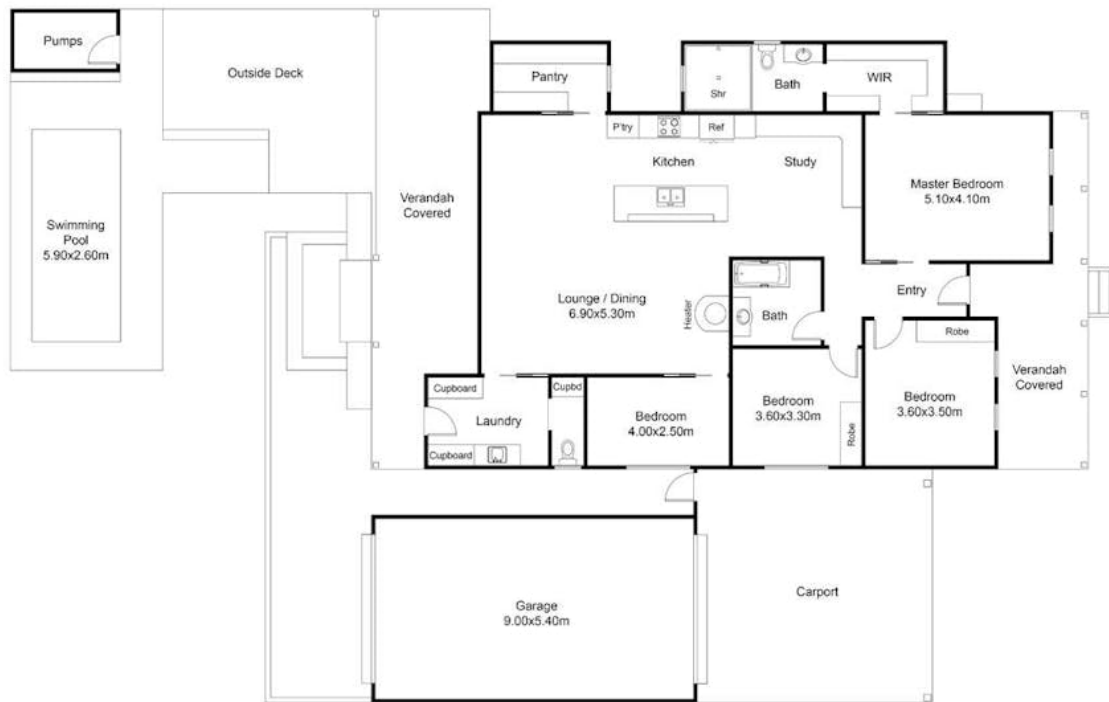 Pumps
Outside Deck
Pantry
Shr
Bath
WIR
P'try
Ref
Kitchen
Study
Master Bedroom
5.10x4.10m
Verandah
Covered
Swimming
Pool
5.90x2.60m
Lounge / Dining
6.90x5.30m
Heater
Bath
Entry
Robe
Verandah
Covered
Cupboard
Laundry
Cupboard
Cupbd
Bedroom
4.00x2.50m
Bedroom
3.60x3.30m
Robe
Bedroom
3.60x3.50m
Garage
9.00x5.40m
Carport